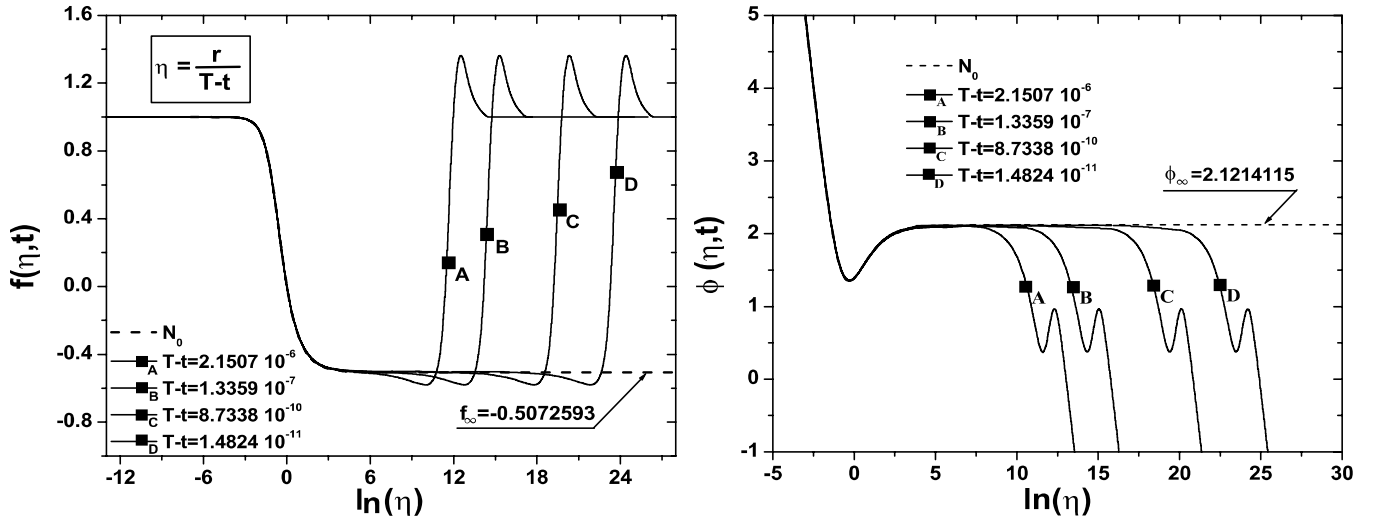 f(η,t)
1.6
1.2
0.8
0.4
0.0
-0.4
-0.8
η = r / T-t
A
B
C
D
N₀
A T-t=2.1507 10⁻⁶
B T-t=1.3359 10⁻⁷
C T-t=8.7338 10⁻¹⁰
D T-t=1.4824 10⁻¹¹
f∞=-0.5072593
-12 -6 0 6 12 18 24
ln(η)
ϕ (η,t)
5
4
3
2
1
0
-1
N₀
A T-t=2.1507 10⁻⁶
B T-t=1.3359 10⁻⁷
C T-t=8.7338 10⁻¹⁰
D T-t=1.4824 10⁻¹¹
ϕ∞=2.1214115
A
B
C
D
-5 0 5 10 15 20 25 30
ln(η)